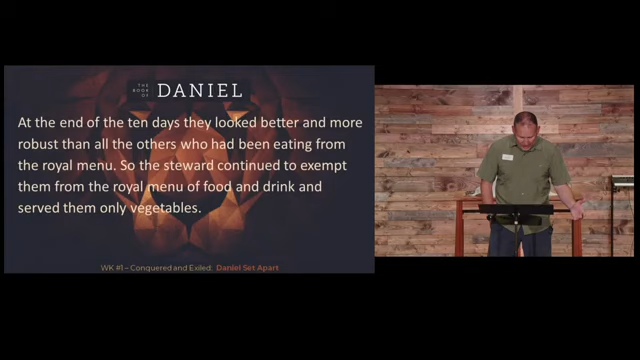 THE
BOOK
OF
DANIEL
At the end of the ten days they looked better and more
robust than all the others who had been eating from
the royal menu. So the steward continued to exempt
them from the royal menu of food and drink and
served them only vegetables.
WK #1 – Conquered and Exiled: Daniel Set Apart